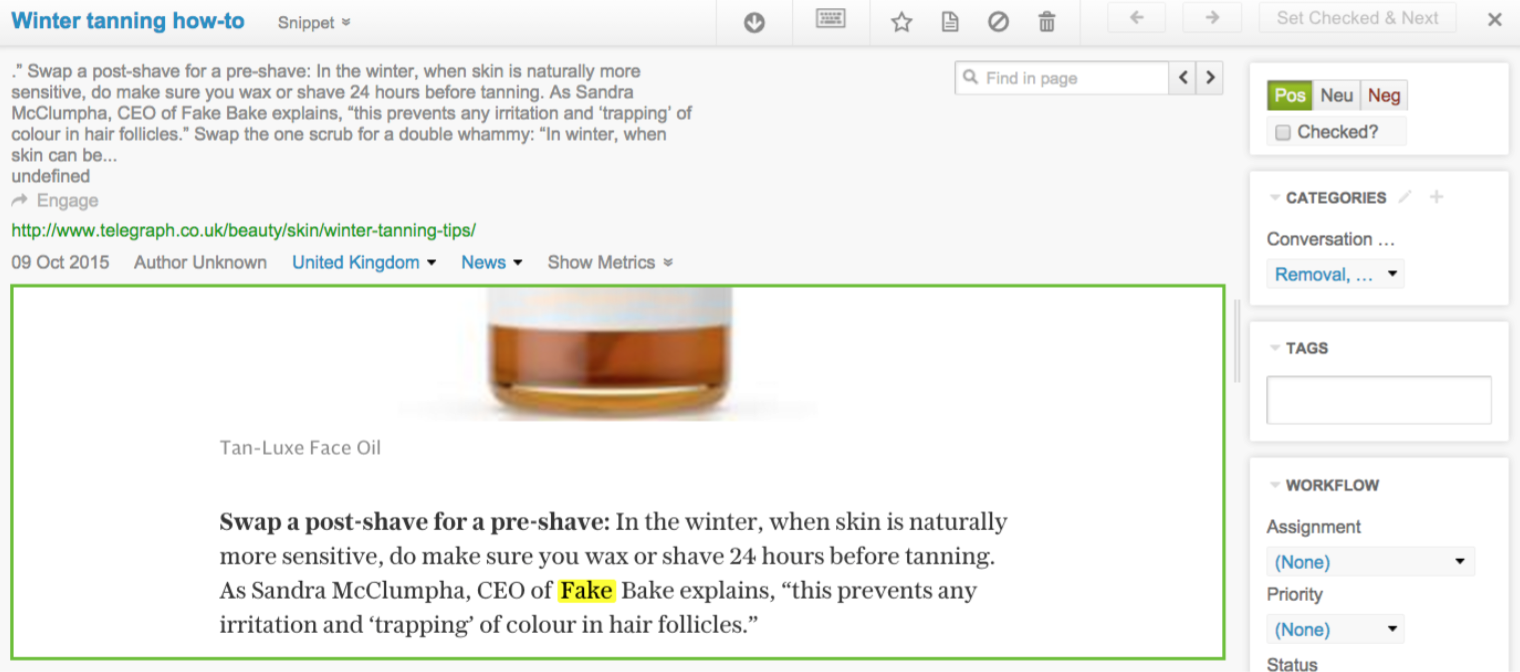 Winter tanning how-to Snippet
Set Checked & Next
." Swap a post-shave for a pre-shave: In the winter, when skin is naturally more
sensitive, do make sure you wax or shave 24 hours before tanning. As Sandra
McClumpha, CEO of Fake Bake explains, “this prevents any irritation and ‘trapping’ of
colour in hair follicles.” Swap the one scrub for a double whammy: “In winter, when
skin can be...
undefined
Engage
http://www.telegraph.co.uk/beauty/skin/winter-tanning-tips/
09 Oct 2015 Author Unknown United Kingdom News Show Metrics
Find in page
Tan-Luxe Face Oil
Swap a post-shave for a pre-shave: In the winter, when skin is naturally
more sensitive, do make sure you wax or shave 24 hours before tanning.
As Sandra McClumpha, CEO of Fake Bake explains, “this prevents any
irritation and ‘trapping’ of colour in hair follicles.”
Pos Neu Neg
Checked?
CATEGORIES
Conversation ...
Removal, ...
TAGS
WORKFLOW
Assignment
(None)
Priority
(None)
Status